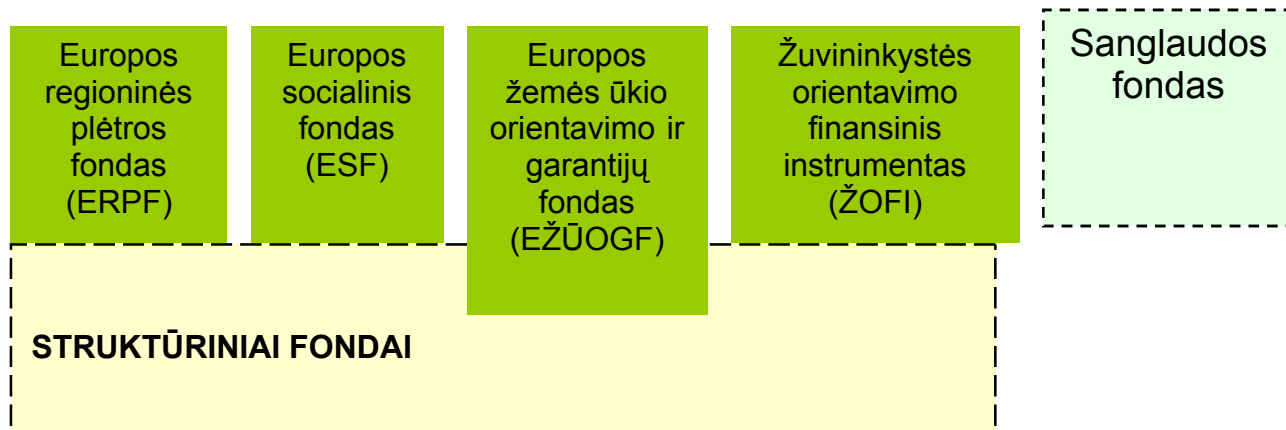 Europos
regioninės
plėtros
fondas
(ERPF)
Europos
socialinis
fondas
(ESF)
Europos
žemės ūkio
orientavimo ir
garantijų
fondas
(EŽŪOGF)
Žuvininkystės
orientavimo
finansinis
instrumentas
(ŽOFI)
Sanglaudos
fondas
STRUKTŪRINIAI FONDAI